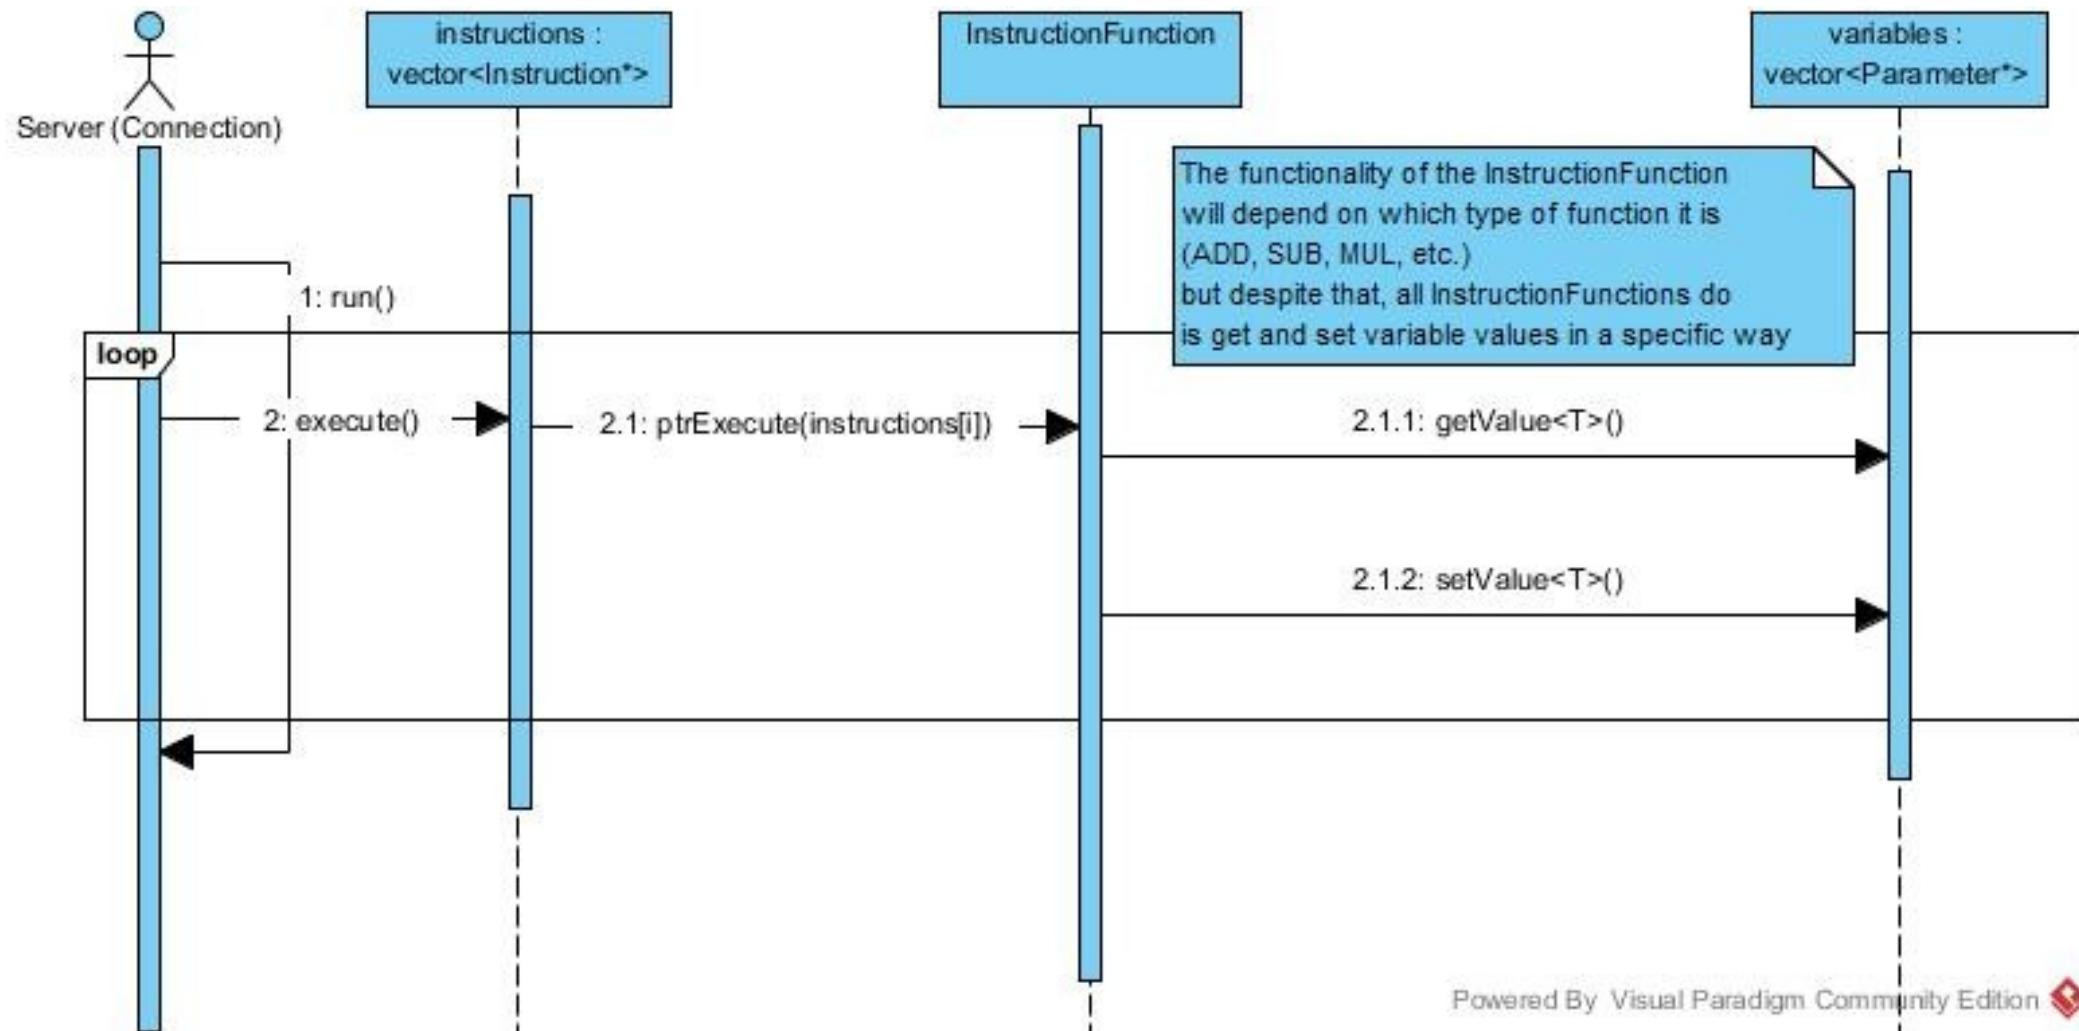 instructions :
vector<Instruction*>
InstructionFunction
variables :
vector<Parameter*>
Server (Connection)
The functionality of the InstructionFunction
will depend on which type of function it is
(ADD, SUB, MUL, etc.)
but despite that, all InstructionFunctions do
is get and set variable values in a specific way
1: run()
loop
2: execute()
2.1: ptrExecute(instructions[i])
2.1.1: getValue<T>()
2.1.2: setValue<T>()
Powered By Visual Paradigm Community Edition